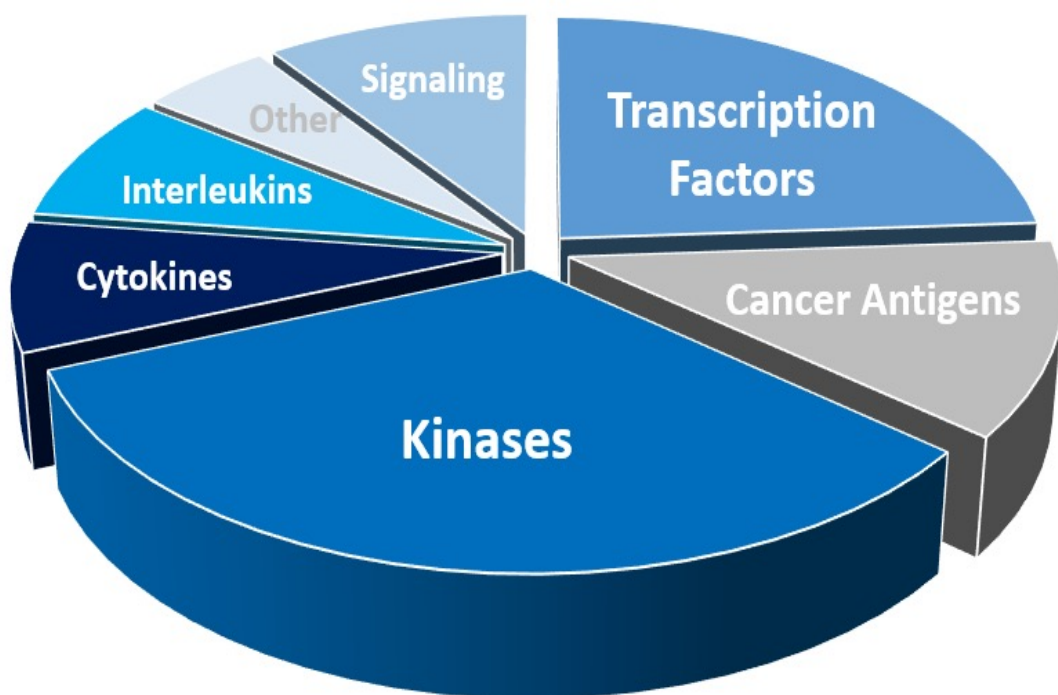 Signaling
Transcription
Factors
Other
Interleukins
Cytokines
Cancer Antigens
Kinases